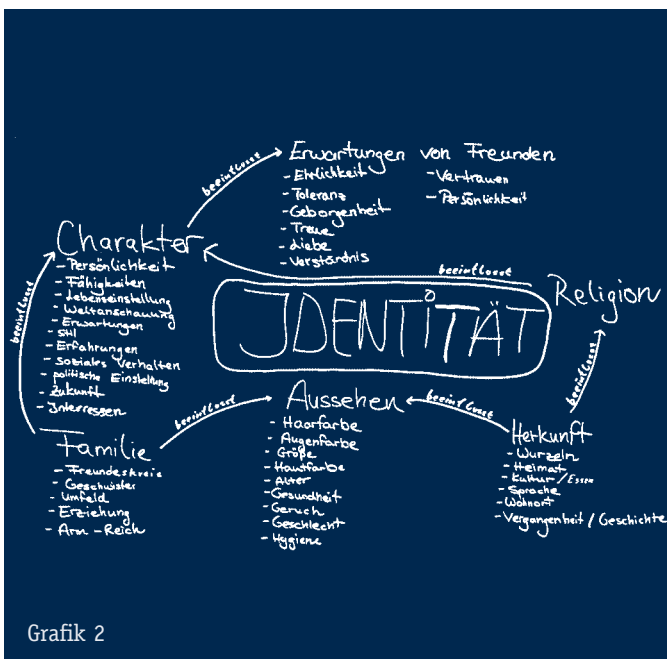 Erwartungen von Freunden
- Ehrlichkeit
- Toleranz
- Geborgenheit
- Treue
- Liebe
- Verständnis
- Vertrauen
- Persönlichkeit
beeinflusst
Charakter
- Persönlichkeit
- Fähigkeiten
- Lebenseinstellung
- Weltanschauung
- Erwartungen
- Stil
- Erfahrungen
- soziales Verhalten
- politische Einstellung
- Zukunft
- Interressen
beeinflusst
beeinflusst
Religion
JDENTiTÄT
beeinflusst
Familie
- Freundeskreis
- Geschwister
- Umfeld
- Erziehung
- Arm - Reich
beeinflusst
Aussehen
- Haarfarbe
- Augenfarbe
- Größe
- Hautfarbe
- Alter
- Gesundheit
- Geruch
- Geschlecht
- Hygiene
beeinflusst
Herkunft
- Wurzeln
- Heimat
- Kultur / Essen
- Sprache
- Wohnort
- Vergangenheit / Geschichte
Grafik 2